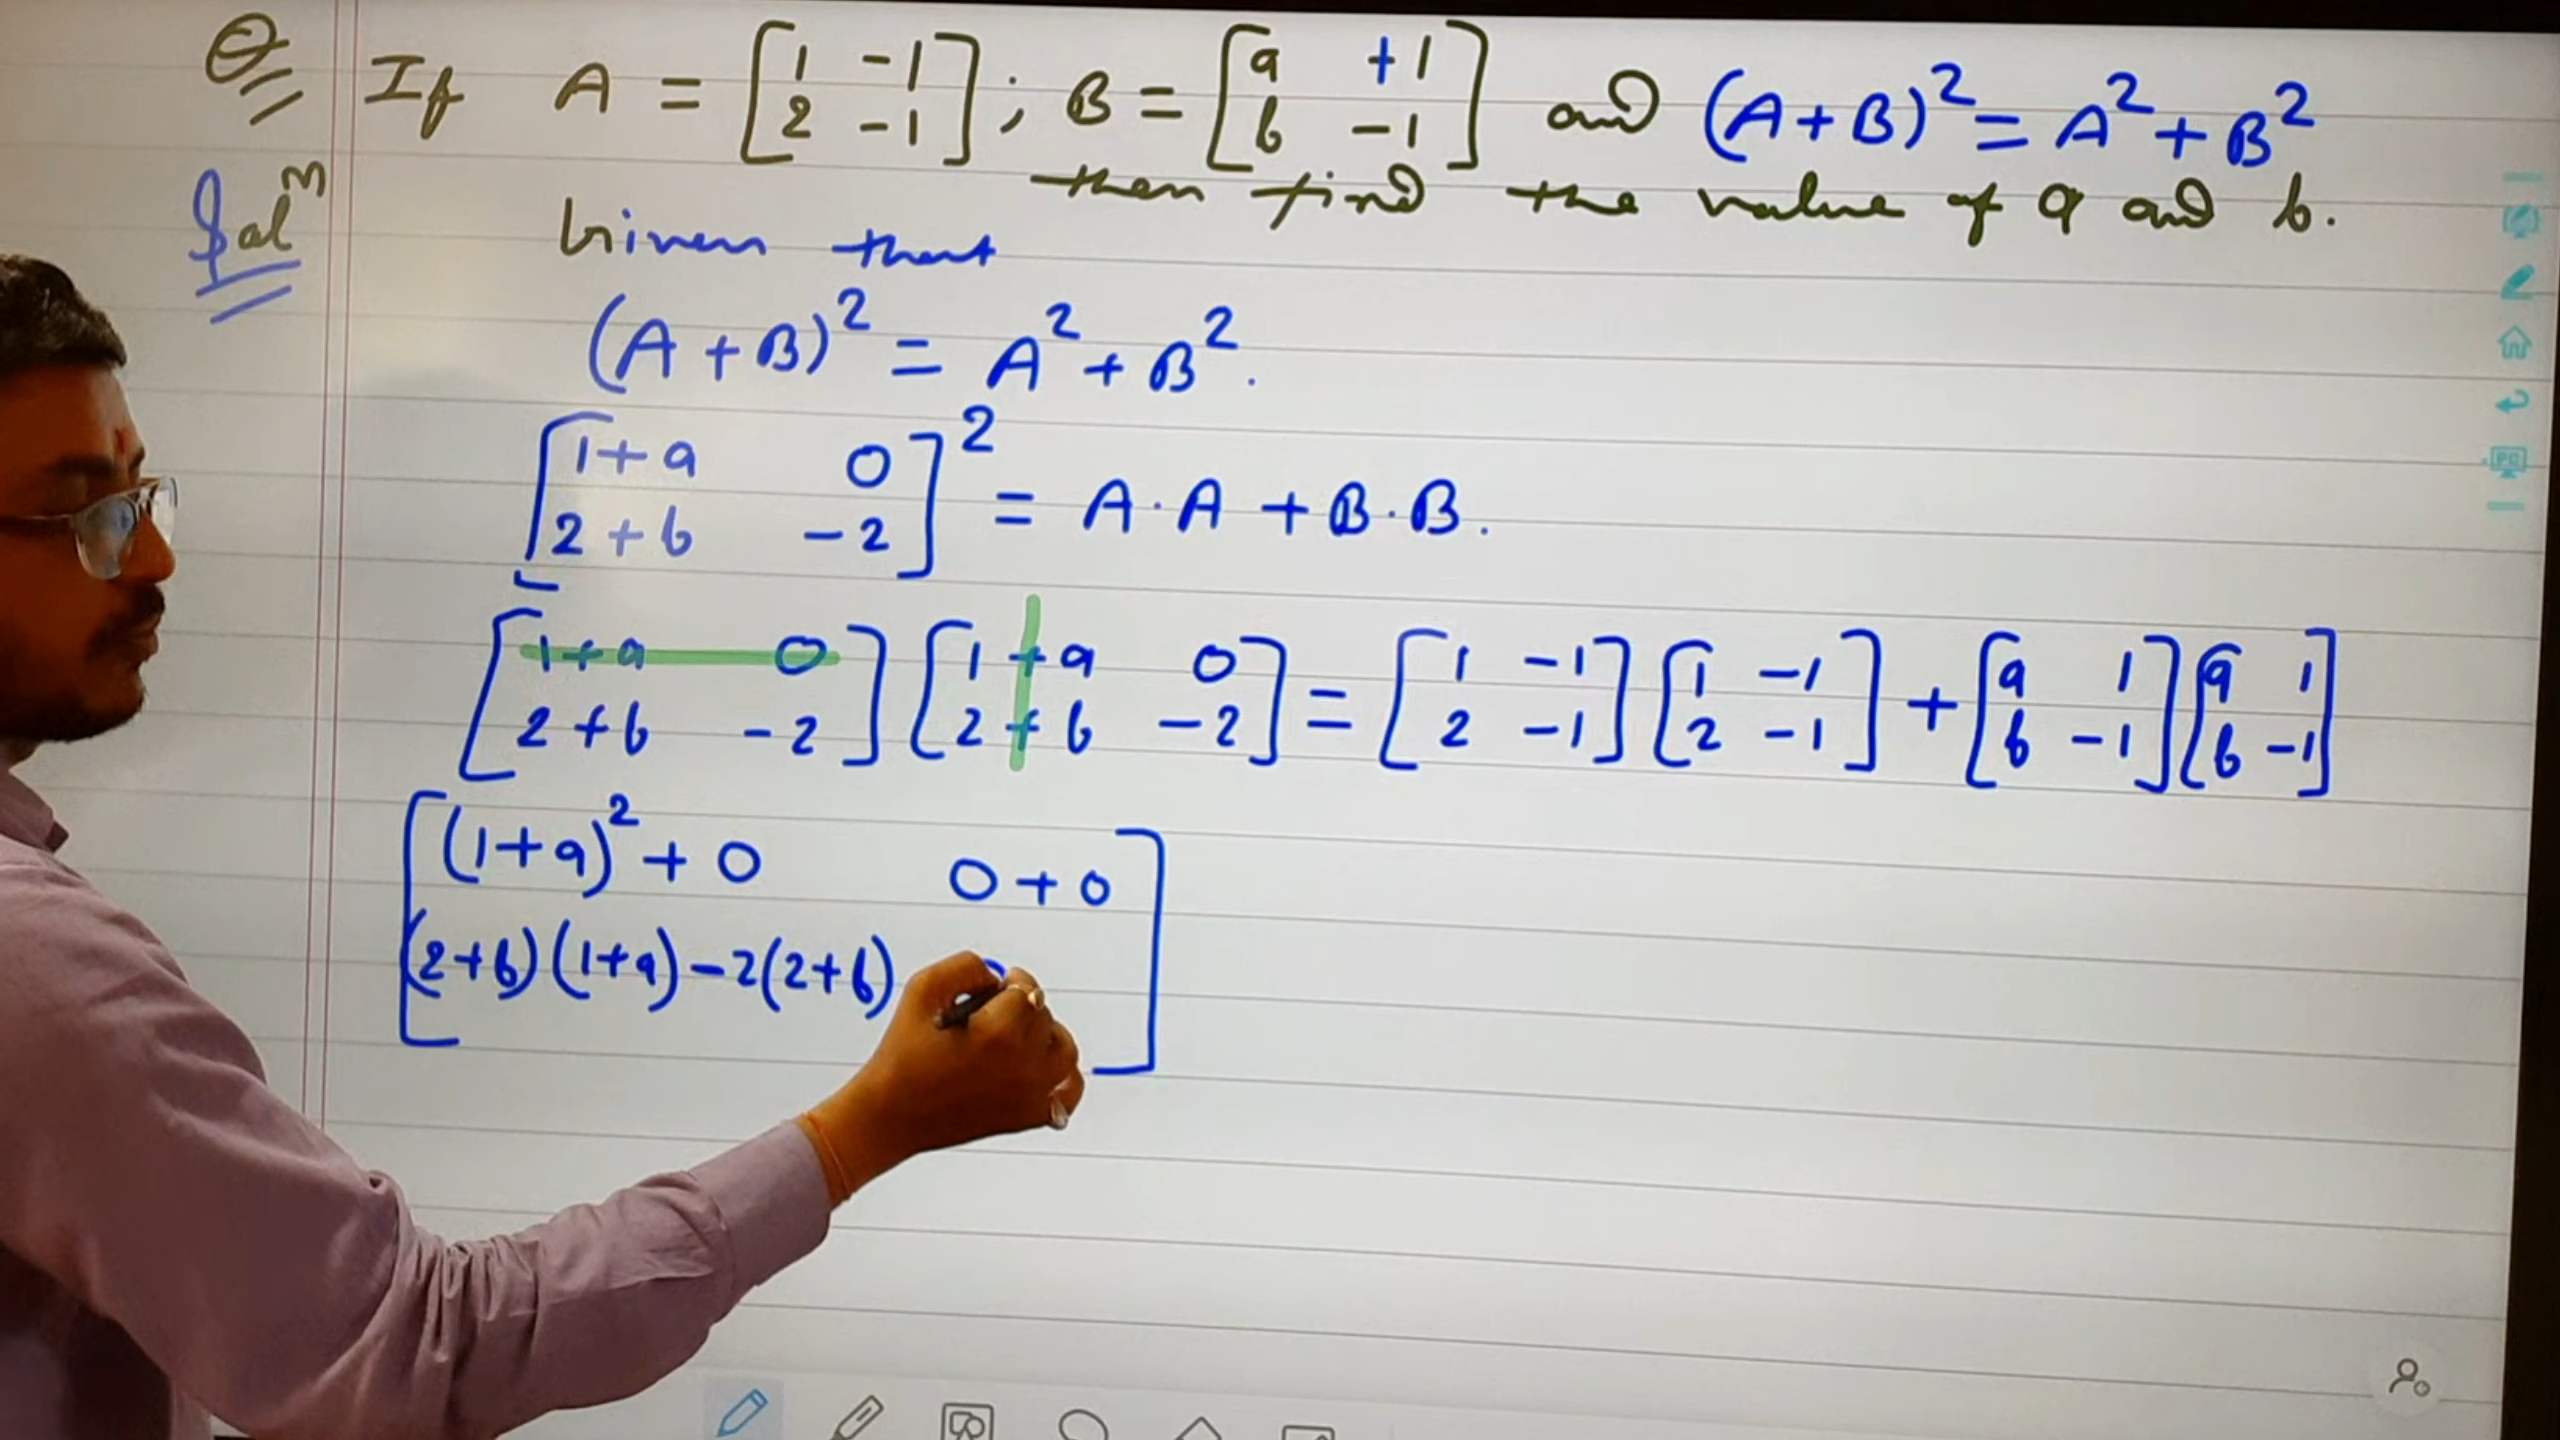 Q If A = [1 -1; 2 -1]; B = [a +1; b -1] and (A+B)² = A² + B²
then find the value of a and b.
Solⁿ Given that
(A+B)² = A² + B².
[1+a 0; 2+b -2]² = A·A + B·B.
[1+a 0; 2+b -2] [1+a 0; 2+b -2] = [1 -1; 2 -1] [1 -1; 2 -1] + [a 1; b -1] [a 1; b -1]
(1+a)² + 0 0+0
(2+b)(1+a)-2(2+b)
PC